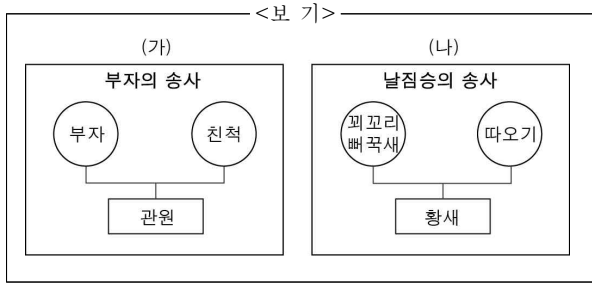 <보 기>
(가) (나)
부자의 송사 날짐승의 송사
부자 친척 꾀꼬리 뻐꾹새 따오기
관원 황새